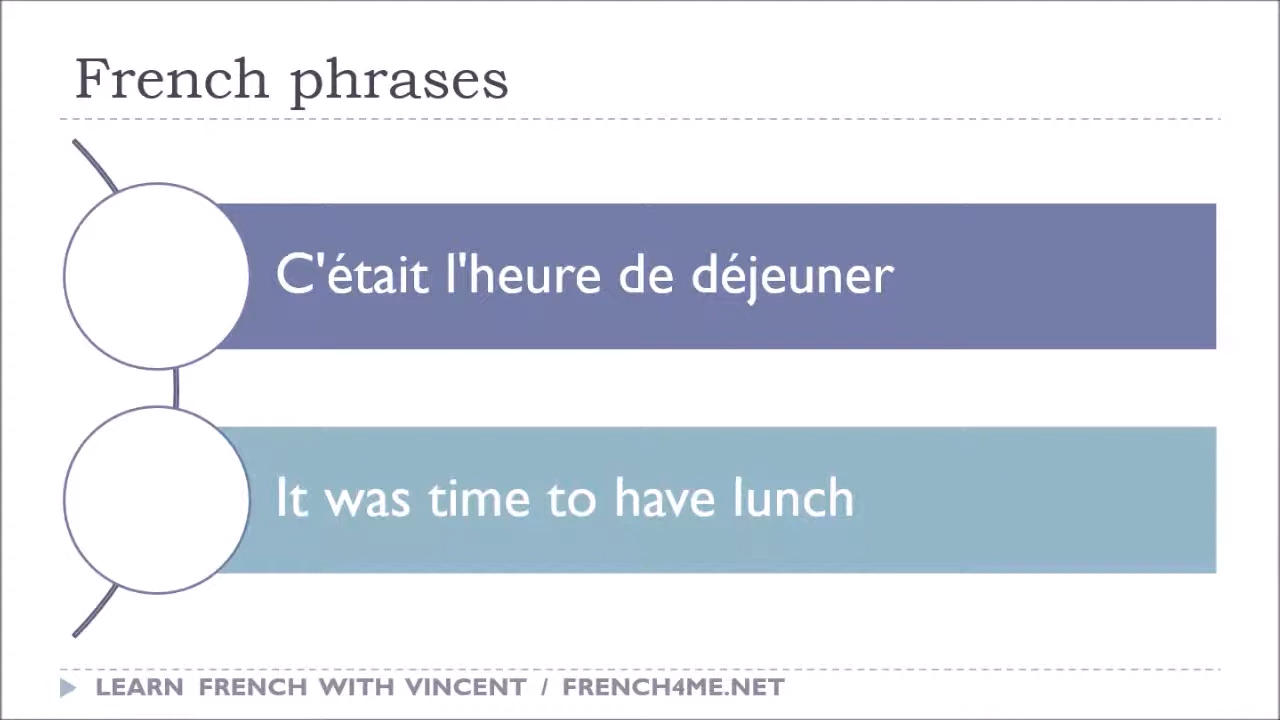 French phrases
C'était l'heure de déjeuner
It was time to have lunch
LEARN FRENCH WITH VINCENT / FRENCH4ME.NET